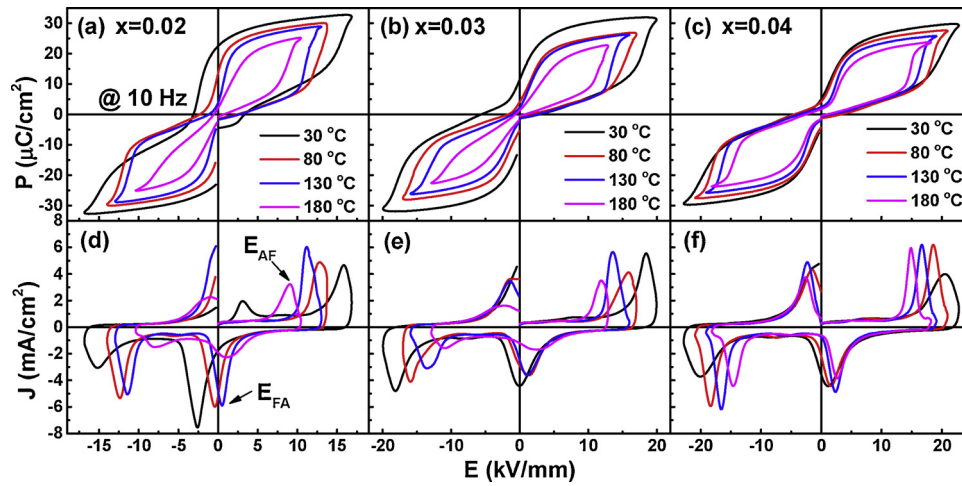 (a) x=0.02
(b) x=0.03
(c) x=0.04
@ 10 Hz
30 °C
80 °C
130 °C
180 °C
30 °C
80 °C
130 °C
180 °C
30 °C
80 °C
130 °C
180 °C
P (μC/cm²)
30
20
10
0
-10
-20
-30
(d)
(e)
(f)
E_AF
E_FA
J (mA/cm²)
8
6
4
2
0
-2
-4
-6
-8
-15 -10 -5 0 5 10 15
-20 -10 0 10 20
-20 -10 0 10 20
E (kV/mm)